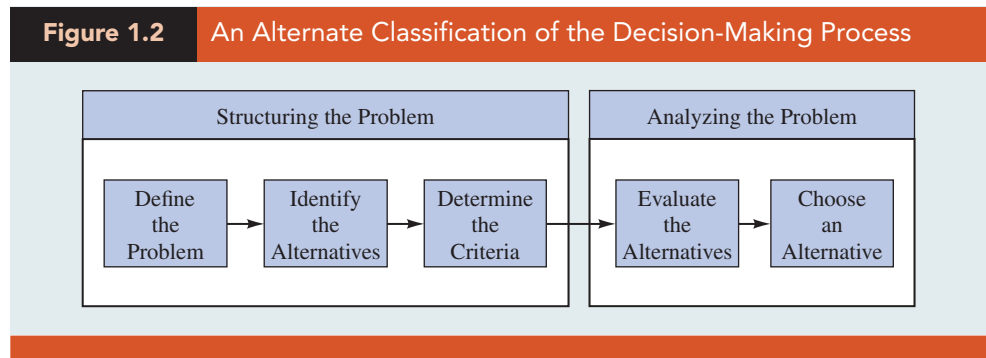 Figure 1.2 An Alternate Classification of the Decision-Making Process
Structuring the Problem
Analyzing the Problem
Define
the
Problem
Identify
the
Alternatives
Determine
the
Criteria
Evaluate
the
Alternatives
Choose
an
Alternative